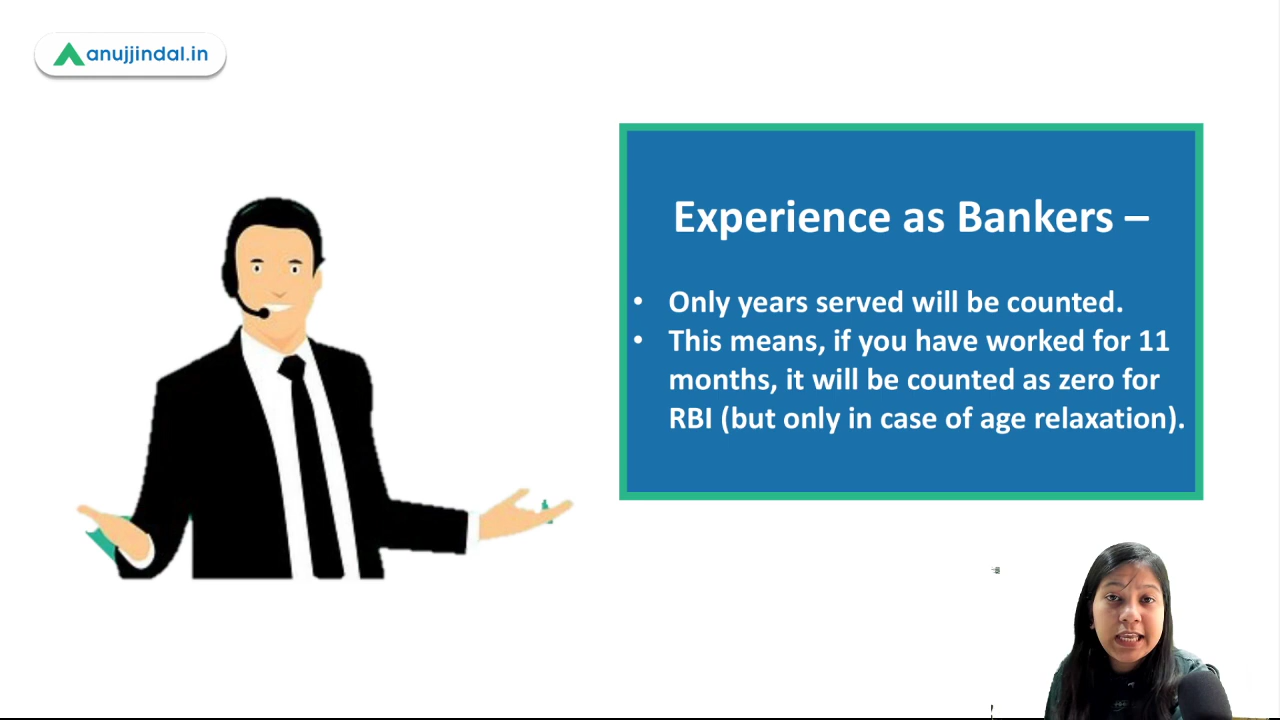 anujjindal.in
Experience as Bankers –
• Only years served will be counted.
• This means, if you have worked for 11
months, it will be counted as zero for
RBI (but only in case of age relaxation).